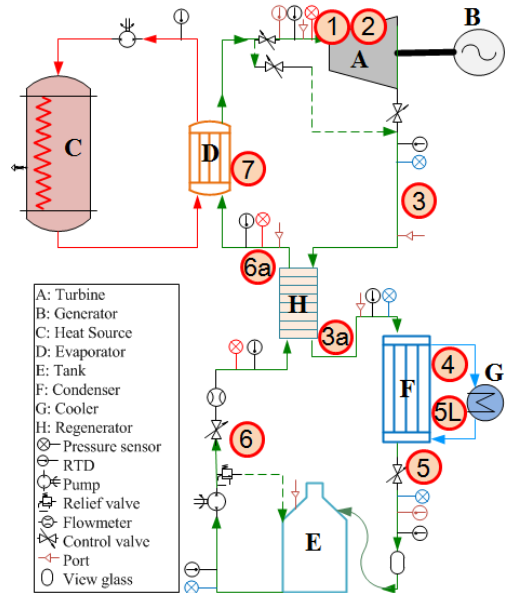 1
2
A
B
C
D
7
3
6a
H
3a
4
G
F
5L
6
5
E
A: Turbine
B: Generator
C: Heat Source
D: Evaporator
E: Tank
F: Condenser
G: Cooler
H: Regenerator
Pressure sensor
RTD
Pump
Relief valve
Flowmeter
Control valve
Port
View glass